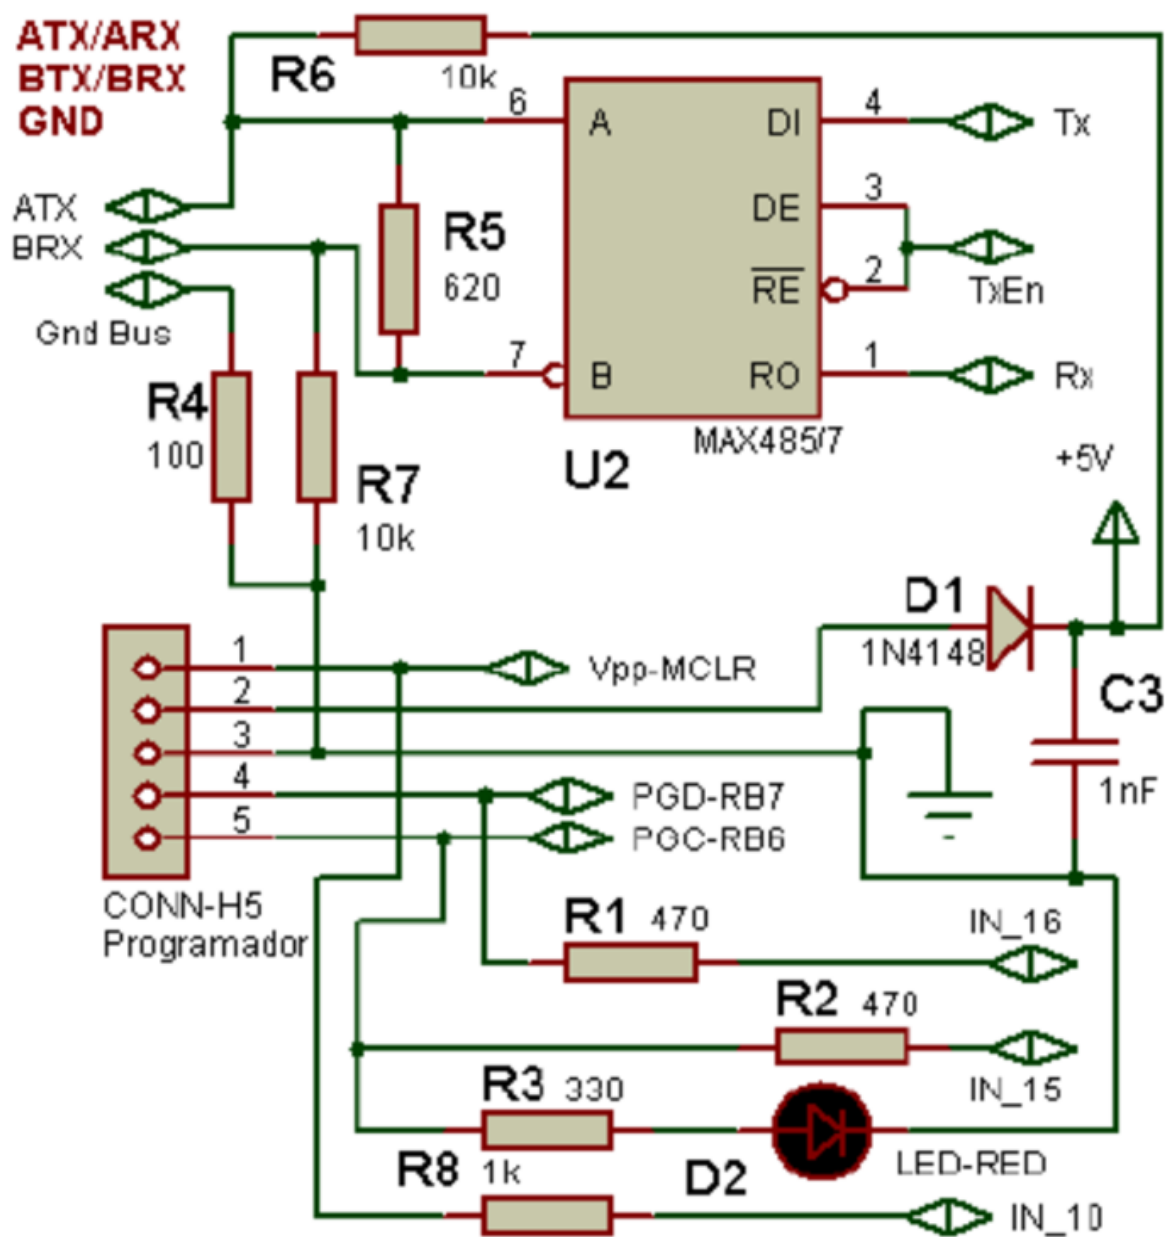 ATX/ARX
BTX/BRX
GND
R6
10k
6
A
DI
4
Tx
ATX
BRX
Gnd Bus
R5
620
DE
3
RE
2
TxEn
7
B
RO
1
Rx
R4
100
R7
10k
U2
MAX485/7
+5V
D1
1N4148
C3
1nF
1
2
3
4
5
Vpp-MCLR
PGD-RB7
PGC-RB6
CONN-H5
Programador
R1 470
IN_16
R2 470
IN_15
R3 330
R8 1k
D2
LED-RED
IN_10